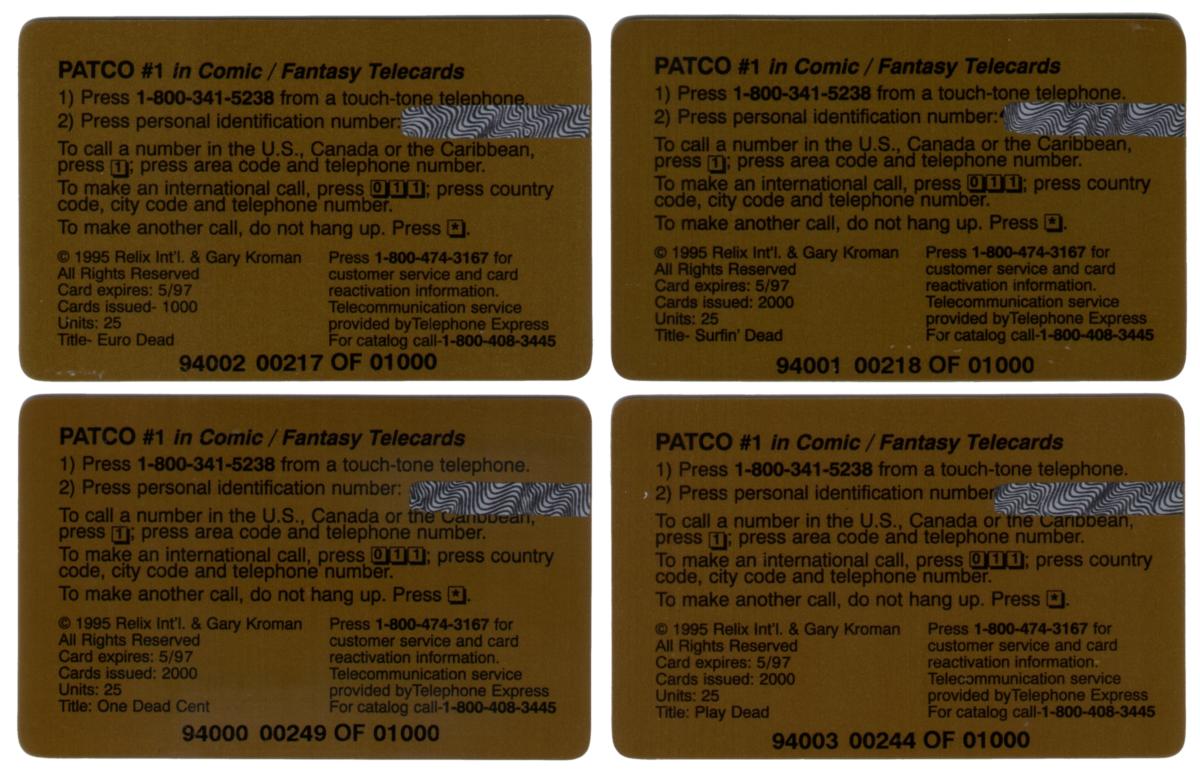 PATCO #1 in Comic / Fantasy Telecards
1) Press 1-800-341-5238 from a touch-tone telephone.
2) Press personal identification number:
To call a number in the U.S., Canada or the Caribbean,
press 1; press area code and telephone number.
To make an international call, press 011; press country
code, city code and telephone number.
To make another call, do not hang up. Press *.
© 1995 Relix Int'l. & Gary Kroman
All Rights Reserved
Card expires: 5/97
Cards issued- 1000
Units: 25
Title- Euro Dead
Press 1-800-474-3167 for
customer service and card
reactivation information.
Telecommunication service
provided byTelephone Express
For catalog call-1-800-408-3445
94002 00217 OF 01000
PATCO #1 in Comic / Fantasy Telecards
1) Press 1-800-341-5238 from a touch-tone telephone.
2) Press personal identification number:
To call a number in the U.S., Canada or the Caribbean,
press 1; press area code and telephone number.
To make an international call, press 011; press country
code, city code and telephone number.
To make another call, do not hang up. Press *.
© 1995 Relix Int'l. & Gary Kroman
All Rights Reserved
Card expires: 5/97
Cards issued: 2000
Units: 25
Title- Surfin' Dead
Press 1-800-474-3167 for
customer service and card
reactivation information.
Telecommunication service
provided byTelephone Express
For catalog call-1-800-408-3445
94001 00218 OF 01000
PATCO #1 in Comic / Fantasy Telecards
1) Press 1-800-341-5238 from a touch-tone telephone.
2) Press personal identification number:
To call a number in the U.S., Canada or the Caribbean,
press 1; press area code and telephone number.
To make an international call, press 011; press country
code, city code and telephone number.
To make another call, do not hang up. Press *.
© 1995 Relix Int'l. & Gary Kroman
All Rights Reserved
Card expires: 5/97
Cards issued: 2000
Units: 25
Title: One Dead Cent
Press 1-800-474-3167 for
customer service and card
reactivation information.
Telecommunication service
provided byTelephone Express
For catalog call-1-800-408-3445
94000 00249 OF 01000
PATCO #1 in Comic / Fantasy Telecards
1) Press 1-800-341-5238 from a touch-tone telephone.
2) Press personal identification number
To call a number in the U.S., Canada or the Caribbean,
press 1; press area code and telephone number.
To make an international call, press 011; press country
code, city code and telephone number.
To make another call, do not hang up. Press *.
© 1995 Relix Int'l. & Gary Kroman
All Rights Reserved
Card expires: 5/97
Cards issued: 2000
Units: 25
Title: Play Dead
Press 1-800-474-3167 for
customer service and card
reactivation information.
Telecommunication service
provided byTelephone Express
For catalog call-1-800-408-3445
94003 00244 OF 01000